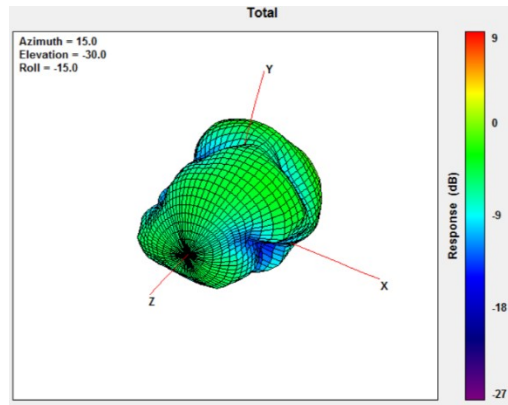 Total
Azimuth = 15.0
Elevation = -30.0
Roll = -15.0
Y
X
Z
9
0
-9
-18
-27
Response (dB)